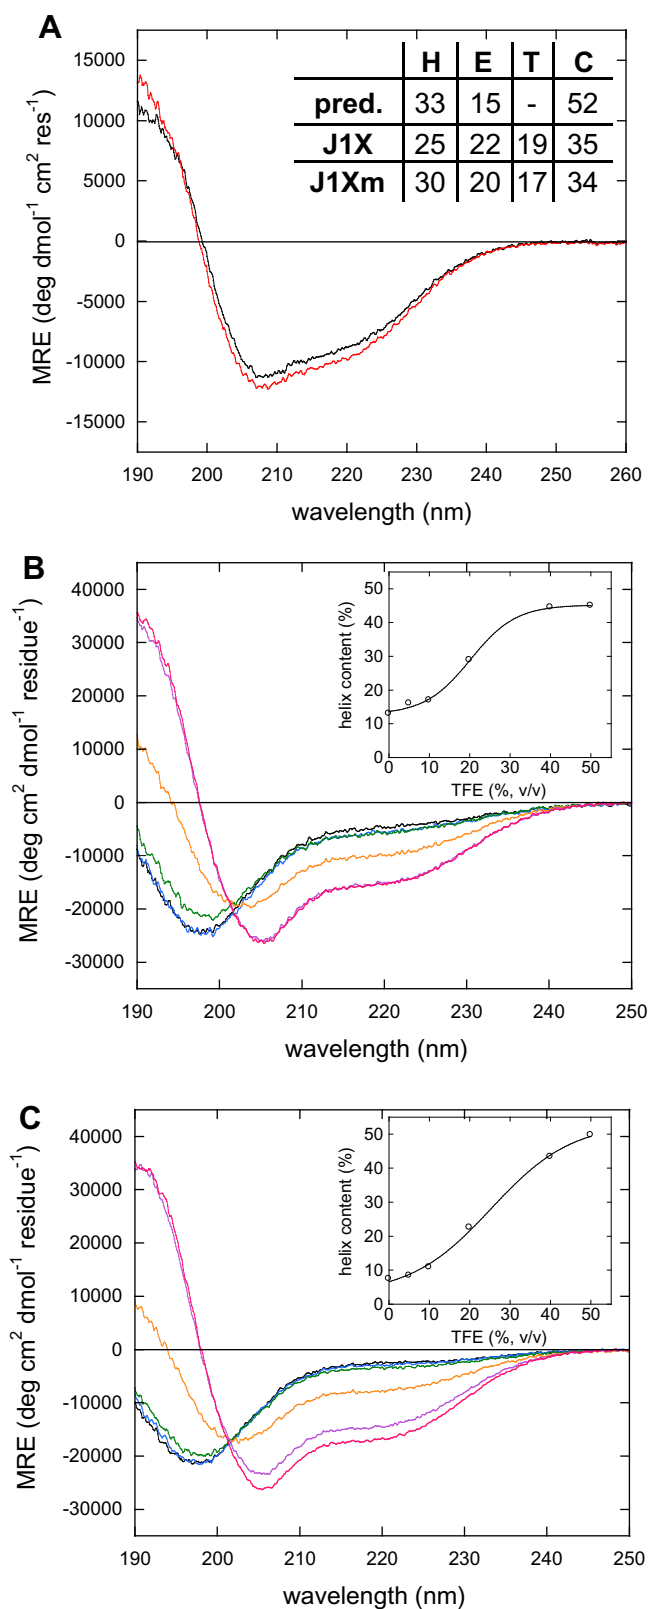 A
H E T C
pred. 33 15 - 52
J1X 25 22 19 35
J1Xm 30 20 17 34
15000
10000
5000
0
-5000
-10000
-15000
MRE (deg dmol⁻¹ cm² res⁻¹)
190 200 210 220 230 240 250 260
wavelength (nm)
B
40000
30000
20000
10000
0
-10000
-20000
-30000
MRE (deg cm² dmol⁻¹ residue⁻¹)
50
40
30
20
10
0
helix content (%)
0 10 20 30 40 50
TFE (%, v/v)
190 200 210 220 230 240 250
wavelength (nm)
C
40000
30000
20000
10000
0
-10000
-20000
-30000
MRE (deg cm² dmol⁻¹ residue⁻¹)
50
40
30
20
10
0
helix content (%)
0 10 20 30 40 50
TFE (%, v/v)
190 200 210 220 230 240 250
wavelength (nm)